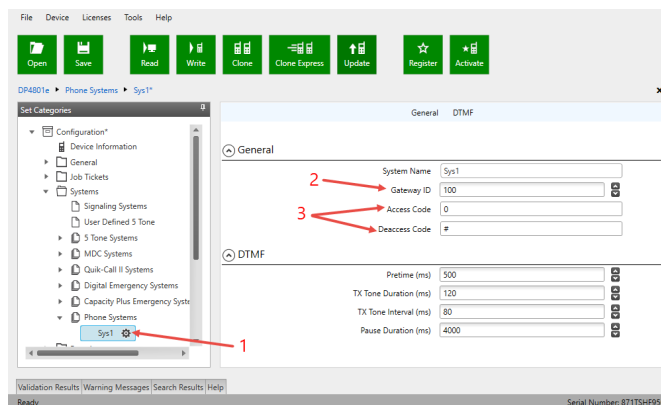 File Device Licenses Tools Help
Open Save Read Write Clone Clone Express Update Register Activate
DP4801e Phone Systems Sys1*
Set Categories
General DTMF
Configuration*
Device Information
General
Job Tickets
Systems
Signaling Systems
User Defined 5 Tone
5 Tone Systems
MDC Systems
Quik-Call II Systems
Digital Emergency Systems
Capacity Plus Emergency Syste
Phone Systems
Sys1
1
General
System Name Sys1
2
Gateway ID 100
3
Access Code 0
Deaccess Code #
DTMF
Pretime (ms) 500
TX Tone Duration (ms) 120
TX Tone Interval (ms) 80
Pause Duration (ms) 4000
Validation Results Warning Messages Search Results Help
Ready Serial Number: 871TSHF95